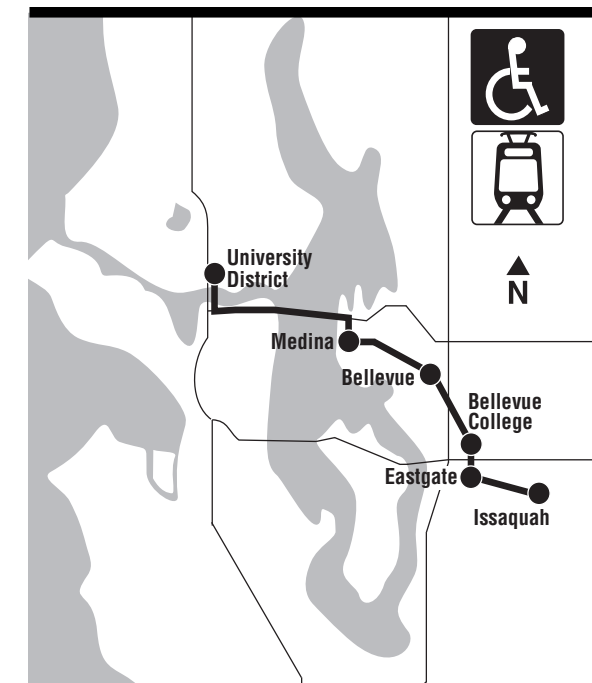 University
District
N
Medina
Bellevue
Bellevue
College
Eastgate
Issaquah